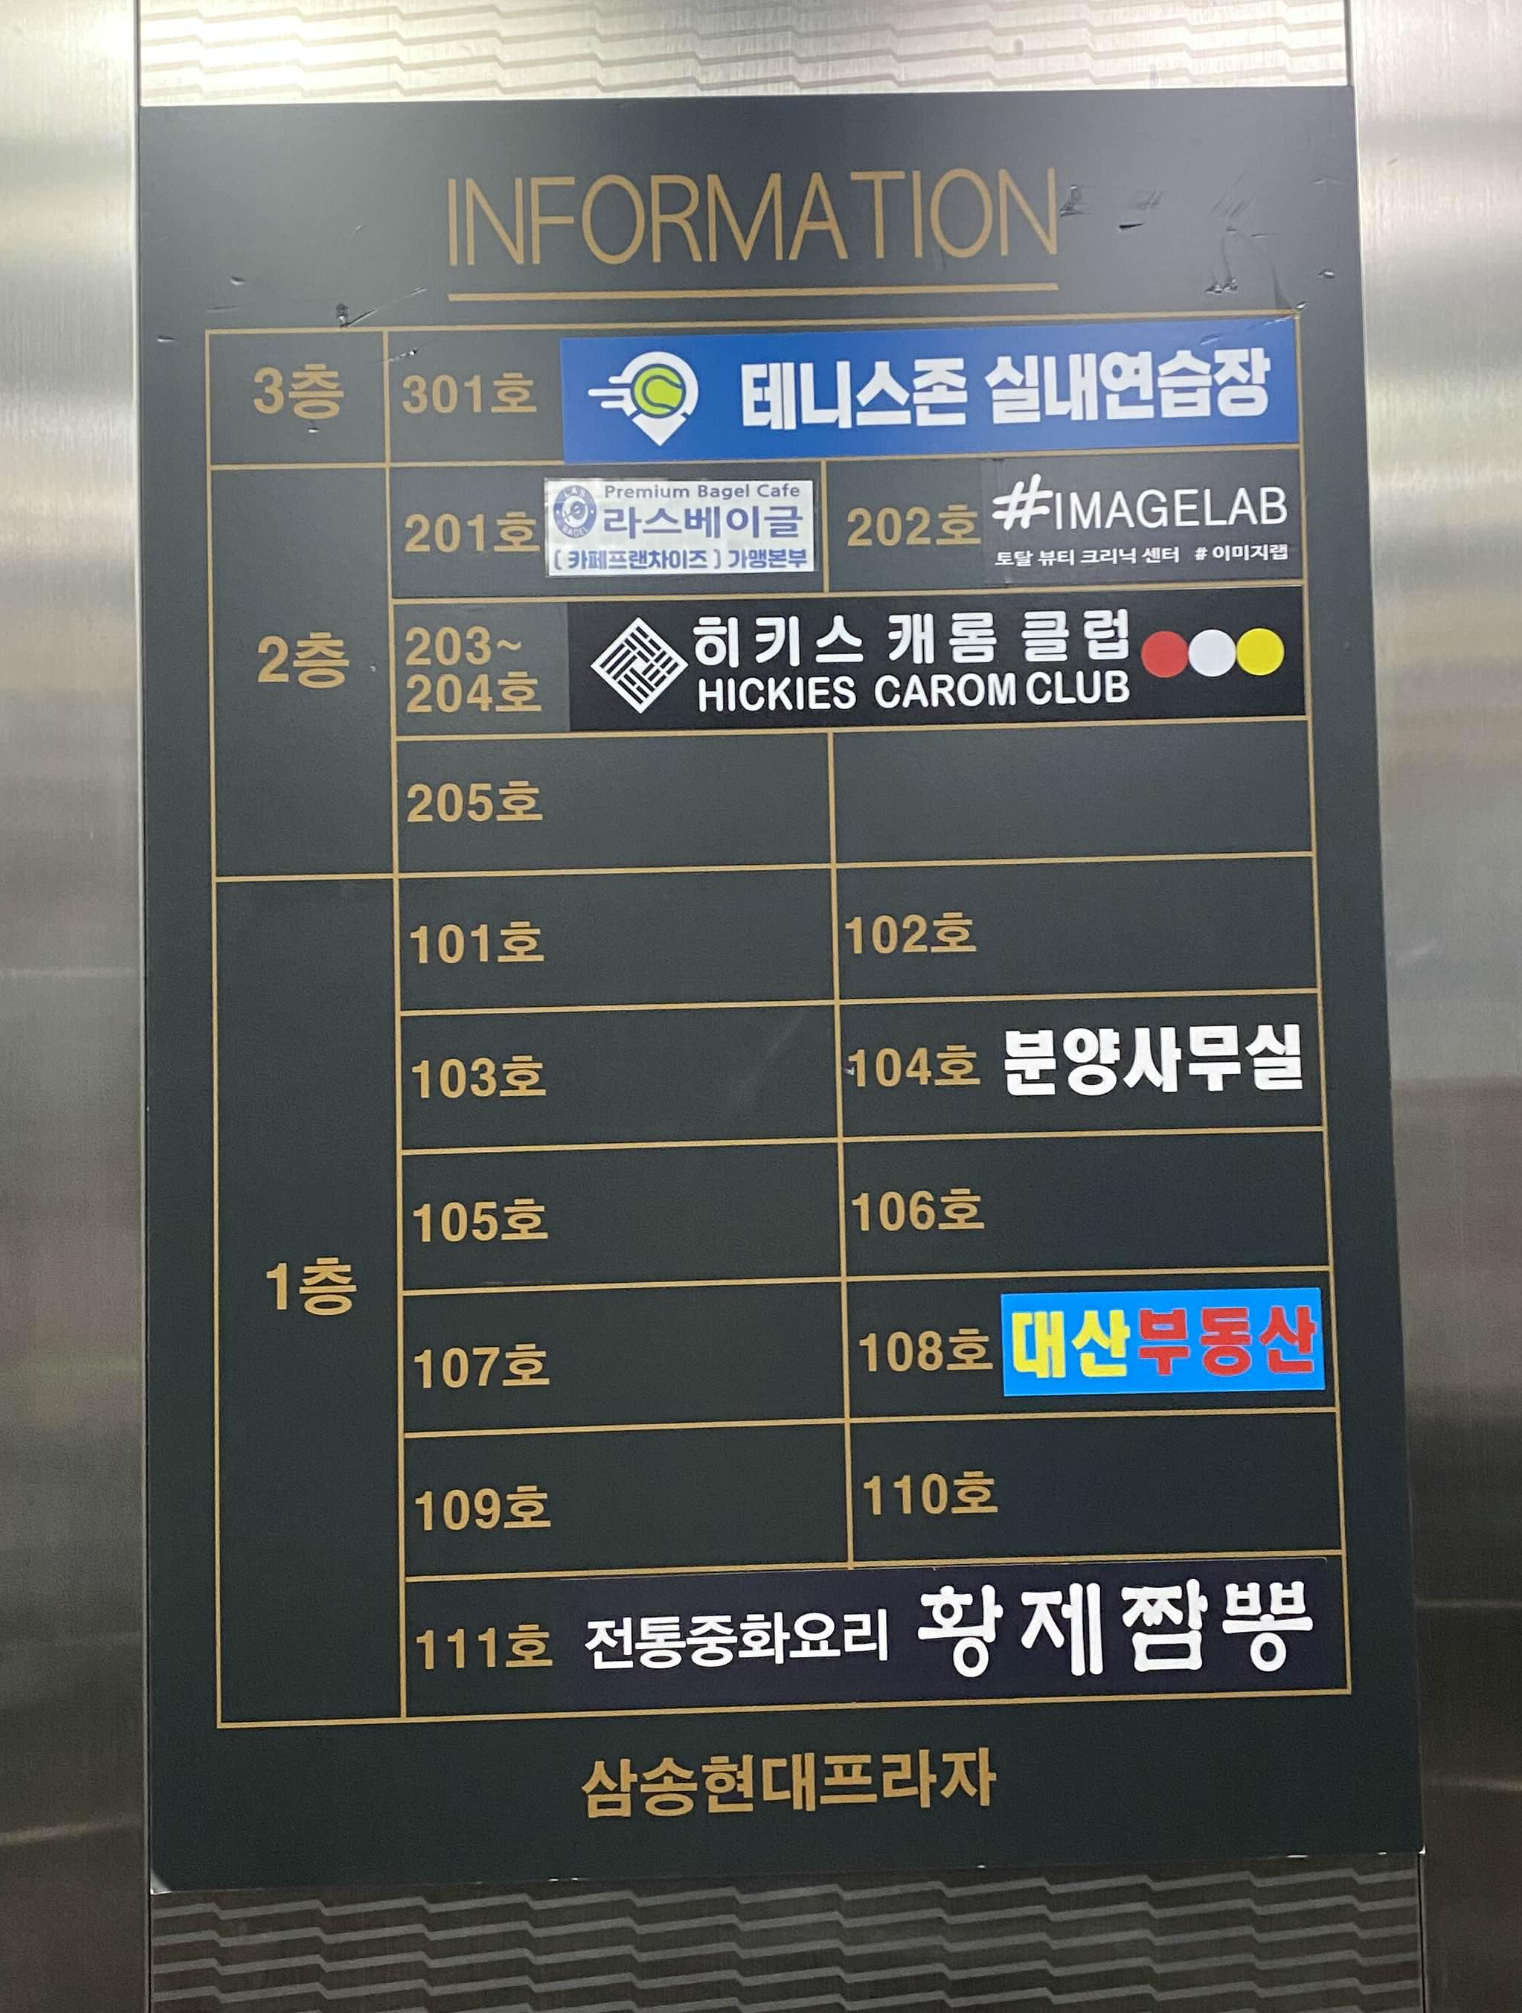 INFORMATION
3층
301호
테니스존 실내연습장
2층
201호
LAS BAGEL
Premium Bagel Cafe
라스베이글
( 카페프랜차이즈 ) 가맹본부
202호
#IMAGELAB
토탈 뷰티 크리닉 센터 # 이미지랩
203~
204호
히키스 캐롬 클럽
HICKIES CAROM CLUB
205호
1층
101호
102호
103호
104호 분양사무실
105호
106호
107호
108호 대산부동산
109호
110호
111호 전통중화요리 황제짬뽕
삼송현대프라자